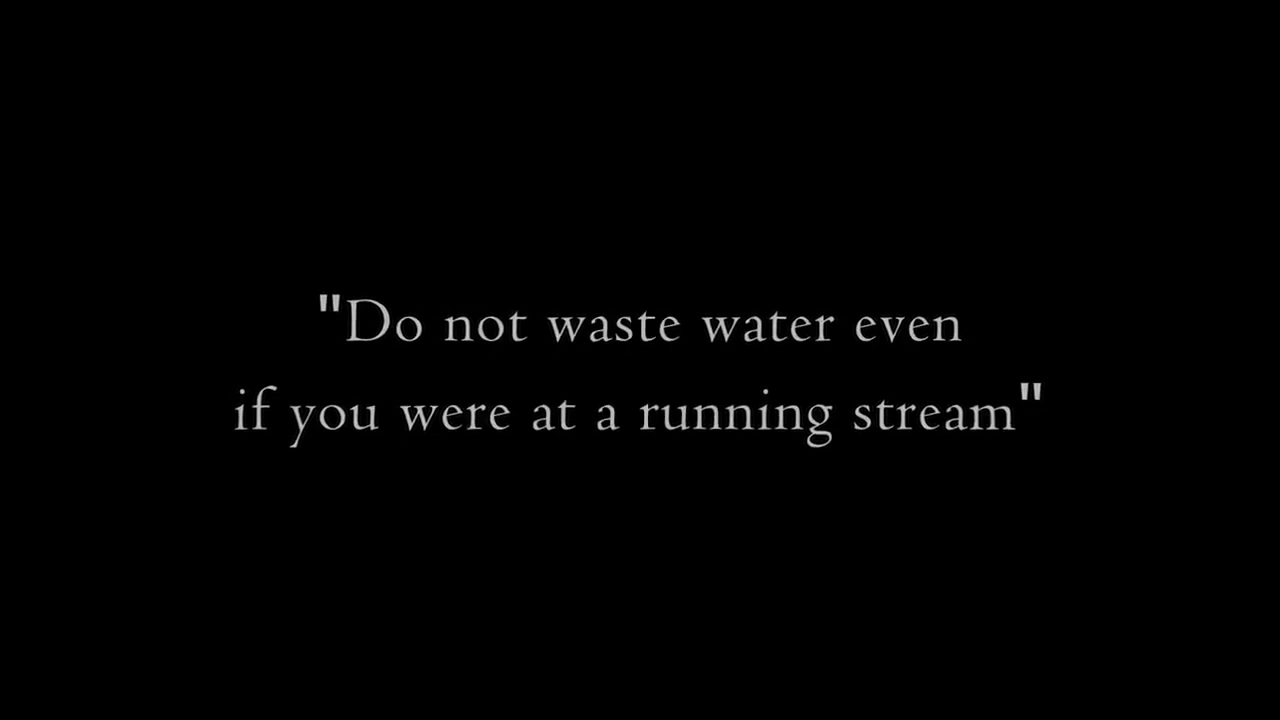 "Do not waste water even
if you were at a running stream"